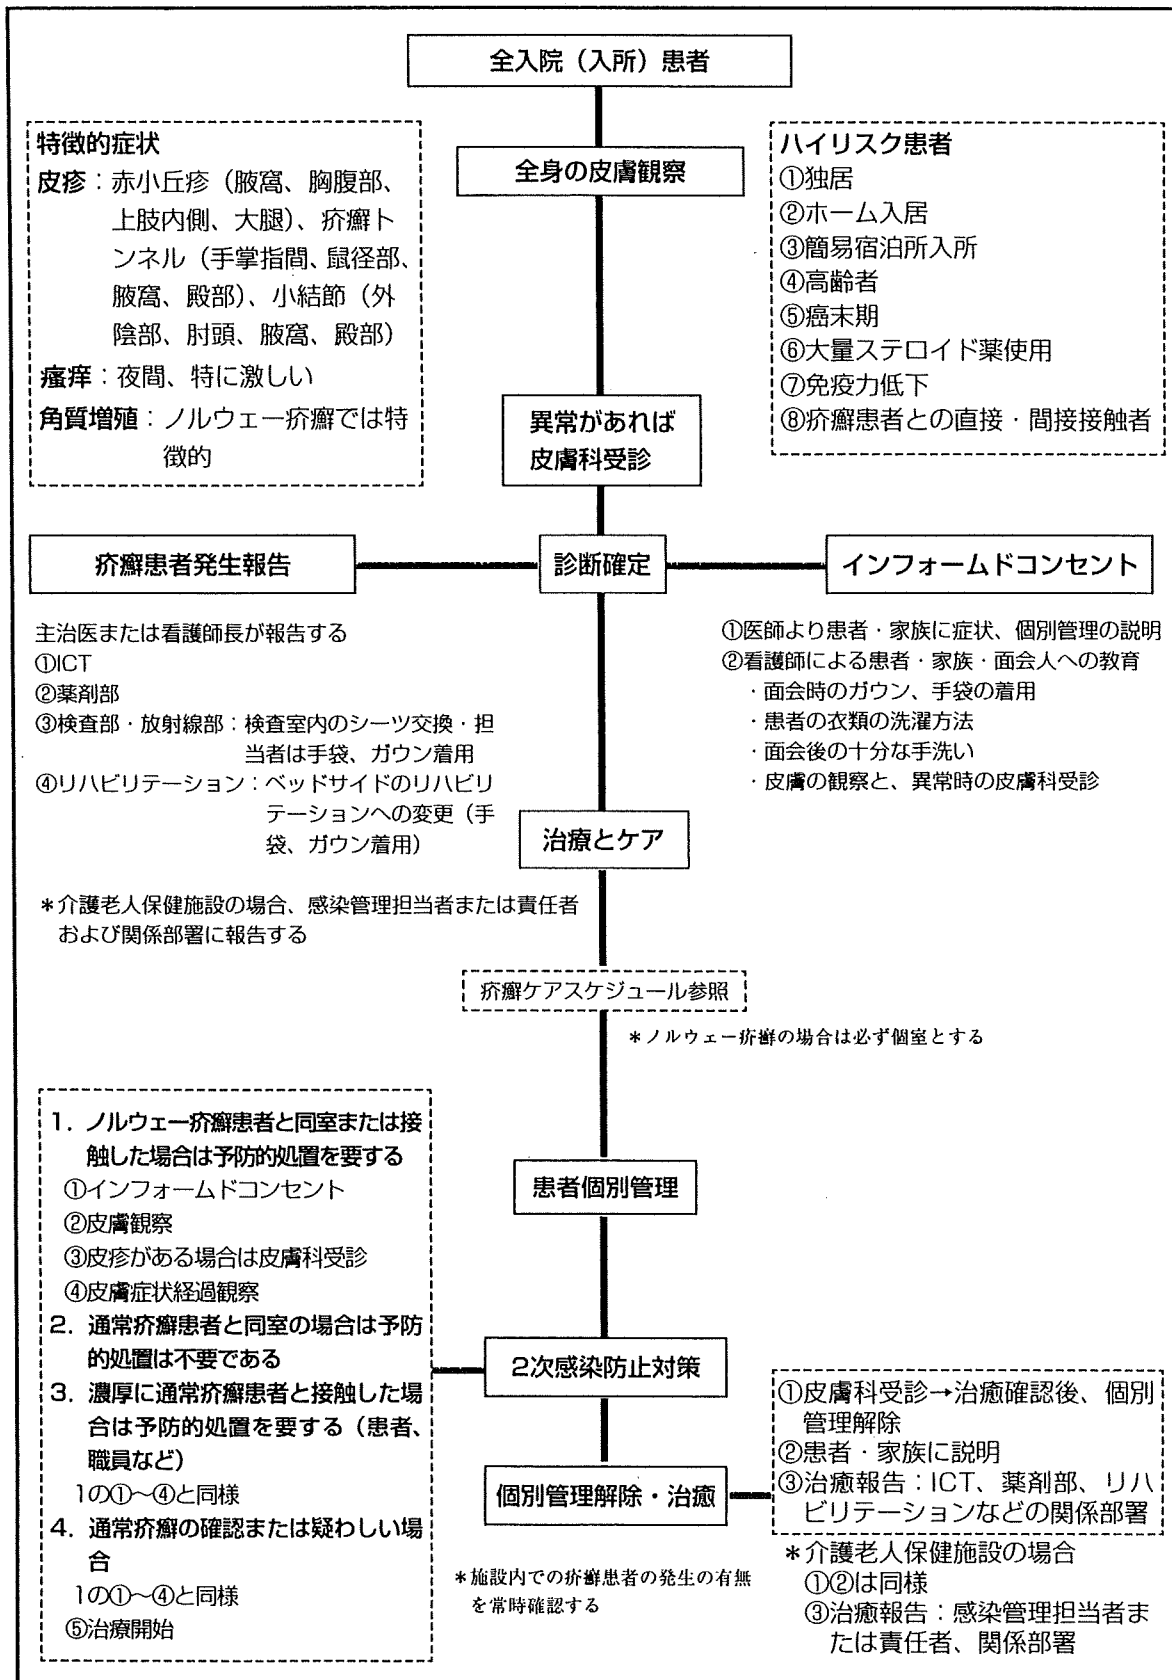 全入院（入所）患者
特徴的症状
皮疹：赤小丘疹（腋窩、胸腹部、
上肢内側、大腿）、疥癬ト
ンネル（手掌指間、鼠径部、
腋窩、殿部）、小結節（外
陰部、肘頭、腋窩、殿部）
瘙痒：夜間、特に激しい
角質増殖：ノルウェー疥癬では特
徴的
全身の皮膚観察
ハイリスク患者
①独居
②ホーム入居
③簡易宿泊所入所
④高齢者
⑤癌末期
⑥大量ステロイド薬使用
⑦免疫力低下
⑧疥癬患者との直接・間接接触者
異常があれば
皮膚科受診
疥癬患者発生報告
診断確定
インフォームドコンセント
主治医または看護師長が報告する
①ICT
②薬剤部
③検査部・放射線部：検査室内のシーツ交換・担
当者は手袋、ガウン着用
④リハビリテーション：ベッドサイドのリハビリ
テーションへの変更（手
袋、ガウン着用）
＊介護老人保健施設の場合、感染管理担当者または責任者
および関係部署に報告する
①医師より患者・家族に症状、個別管理の説明
②看護師による患者・家族・面会人への教育
・面会時のガウン、手袋の着用
・患者の衣類の洗濯方法
・面会後の十分な手洗い
・皮膚の観察と、異常時の皮膚科受診
治療とケア
疥癬ケアスケジュール参照
＊ノルウェー疥癬の場合は必ず個室とする
患者個別管理
1．ノルウェー疥癬患者と同室または接
触した場合は予防的処置を要する
①インフォームドコンセント
②皮膚観察
③皮疹がある場合は皮膚科受診
④皮膚症状経過観察
2．通常疥癬患者と同室の場合は予防
的処置は不要である
3．濃厚に通常疥癬患者と接触した場
合は予防的処置を要する（患者、
職員など）
1の①〜④と同様
4．通常疥癬の確認または疑わしい場
合
1の①〜④と同様
⑤治療開始
2次感染防止対策
個別管理解除・治癒
＊施設内での疥癬患者の発生の有無
を常時確認する
①皮膚科受診→治癒確認後、個別
管理解除
②患者・家族に説明
③治癒報告：ICT、薬剤部、リハ
ビリテーションなどの関係部署
＊介護老人保健施設の場合
①②は同様
③治癒報告：感染管理担当者ま
たは責任者、関係部署